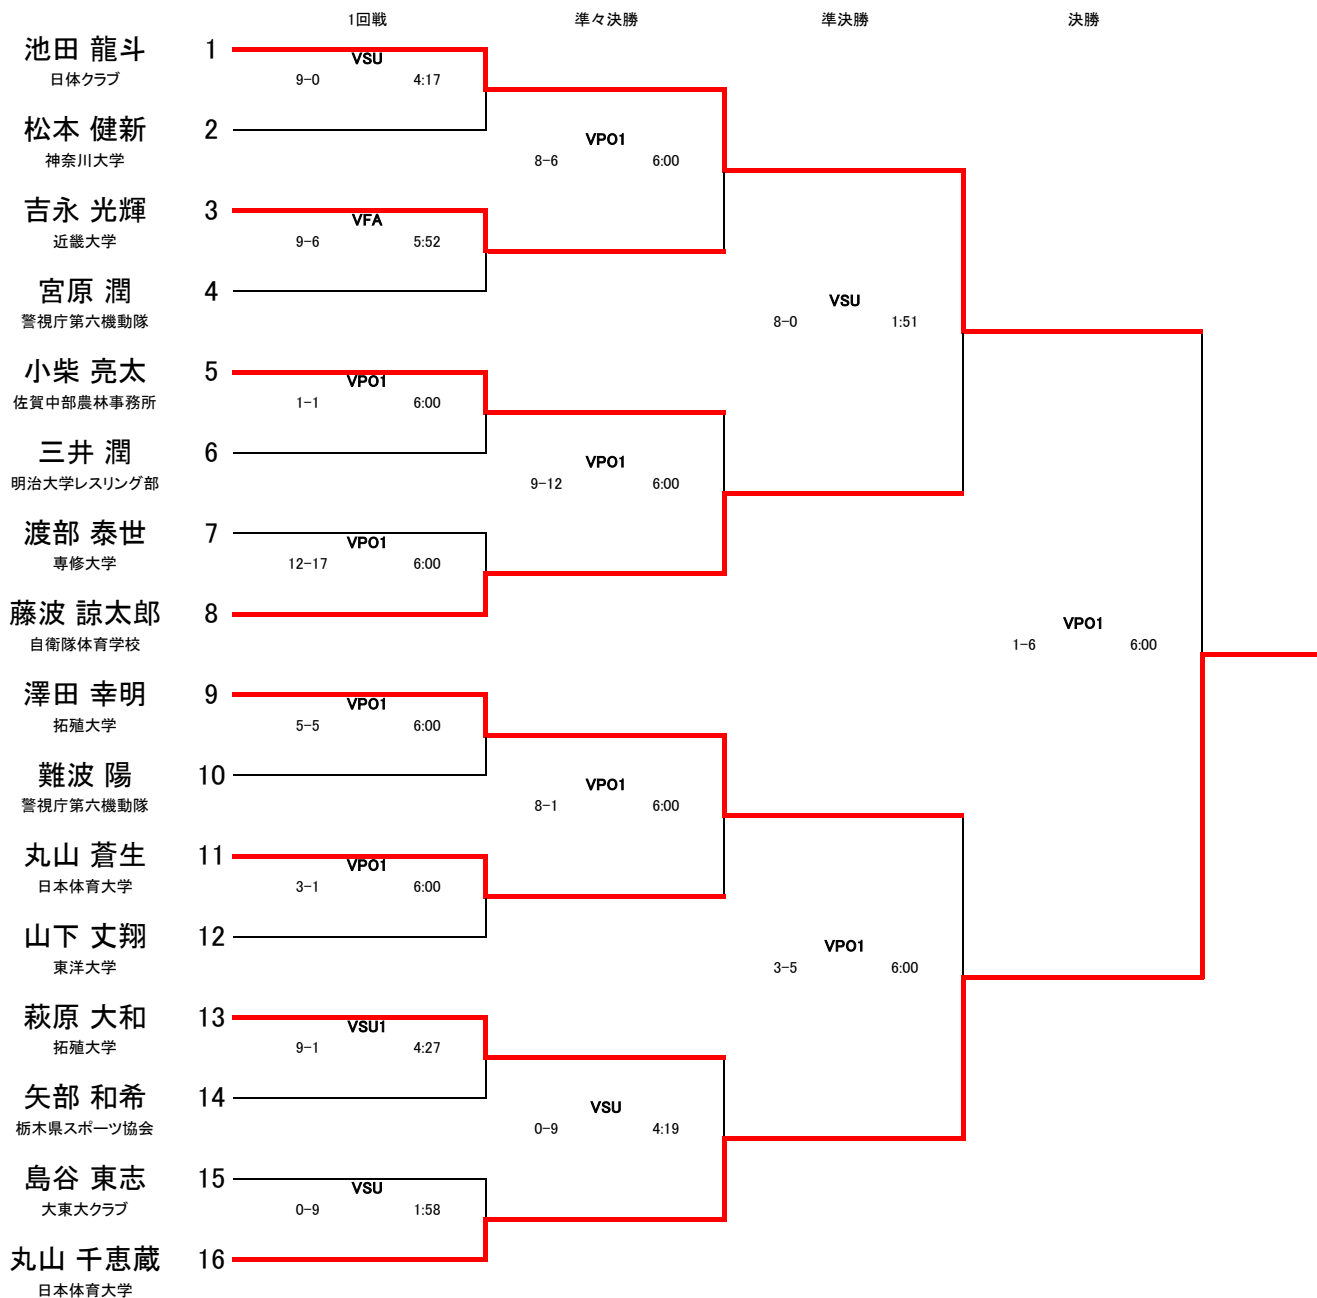 1回戦 準々決勝 準決勝 決勝
池田 龍斗 1
日体クラブ
VSU
9-0 4:17
松本 健新 2
神奈川大学
VPO1
8-6 6:00
吉永 光輝 3
近畿大学
VFA
9-6 5:52
宮原 潤 4
警視庁第六機動隊
VSU
8-0 1:51
小柴 亮太 5
佐賀中部農林事務所
VPO1
1-1 6:00
三井 潤 6
明治大学レスリング部
VPO1
9-12 6:00
渡部 泰世 7
専修大学
VPO1
12-17 6:00
藤波 諒太郎 8
自衛隊体育学校
VPO1
1-6 6:00
澤田 幸明 9
拓殖大学
VPO1
5-5 6:00
難波 陽 10
警視庁第六機動隊
VPO1
8-1 6:00
丸山 蒼生 11
日本体育大学
VPO1
3-1 6:00
山下 丈翔 12
東洋大学
VPO1
3-5 6:00
萩原 大和 13
拓殖大学
VSU1
9-1 4:27
矢部 和希 14
栃木県スポーツ協会
VSU
0-9 4:19
島谷 東志 15
大東大クラブ
VSU
0-9 1:58
丸山 千恵蔵 16
日本体育大学